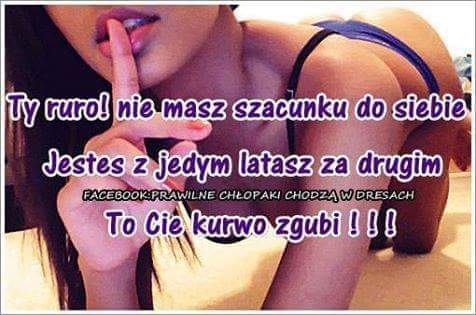 Ty ruro! nie masz szacunku do siebie
Jestes z jedym latasz za drugim
FACEBOOK:PRAWILNE CHŁOPAKI CHODZĄ W DRESACH
To Cie kurwo zgubi ! ! !